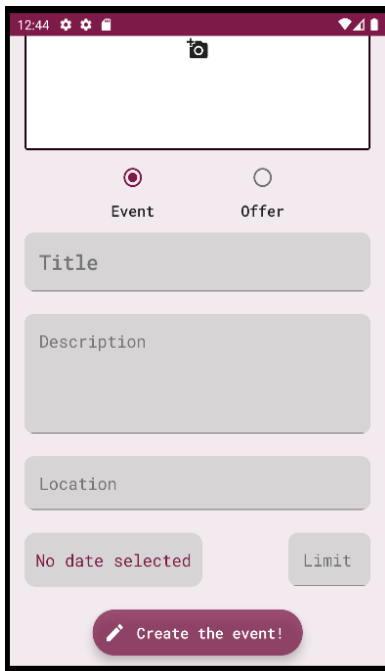 12:44
Event Offer
Title
Description
Location
No date selected Limit
Create the event!